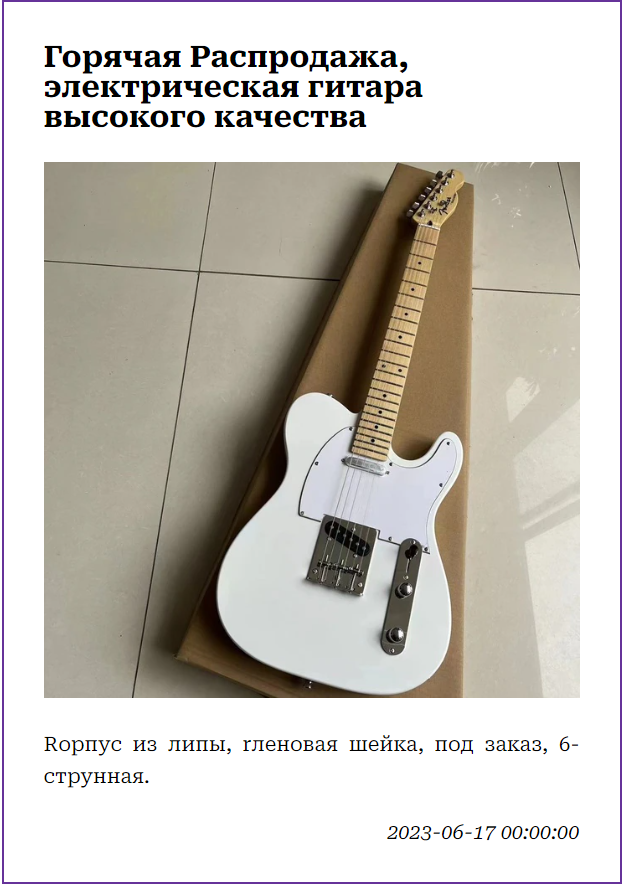 Горячая Распродажа,
электрическая гитара
высокого качества
Rорпус из липы, rленовая шейка, под заказ, 6-
струнная.
2023-06-17 00:00:00